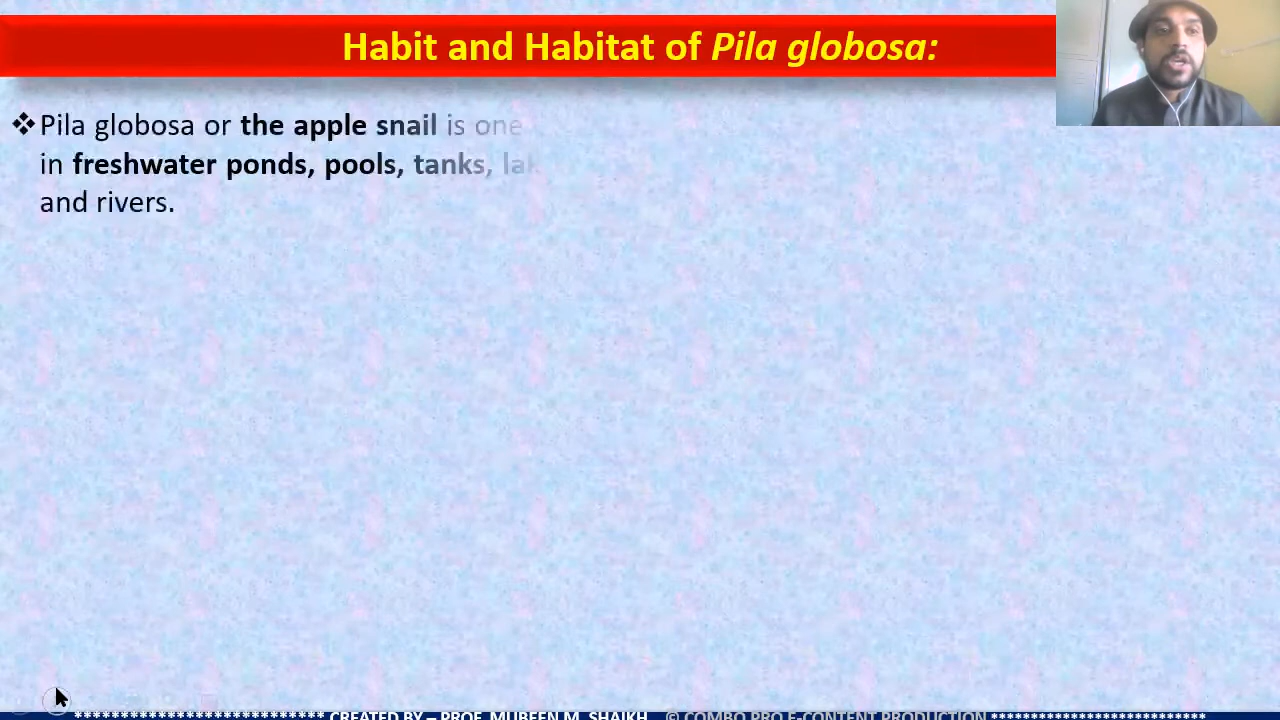 Habit and Habitat of Pila globosa:
❖Pila globosa or the apple snail is one
in freshwater ponds, pools, tanks,
and rivers.
************************** CREATED BY – PROF. MUBEEN M. SHAIKH © COMBO PRO E-CONTENT PRODUCTION **************************